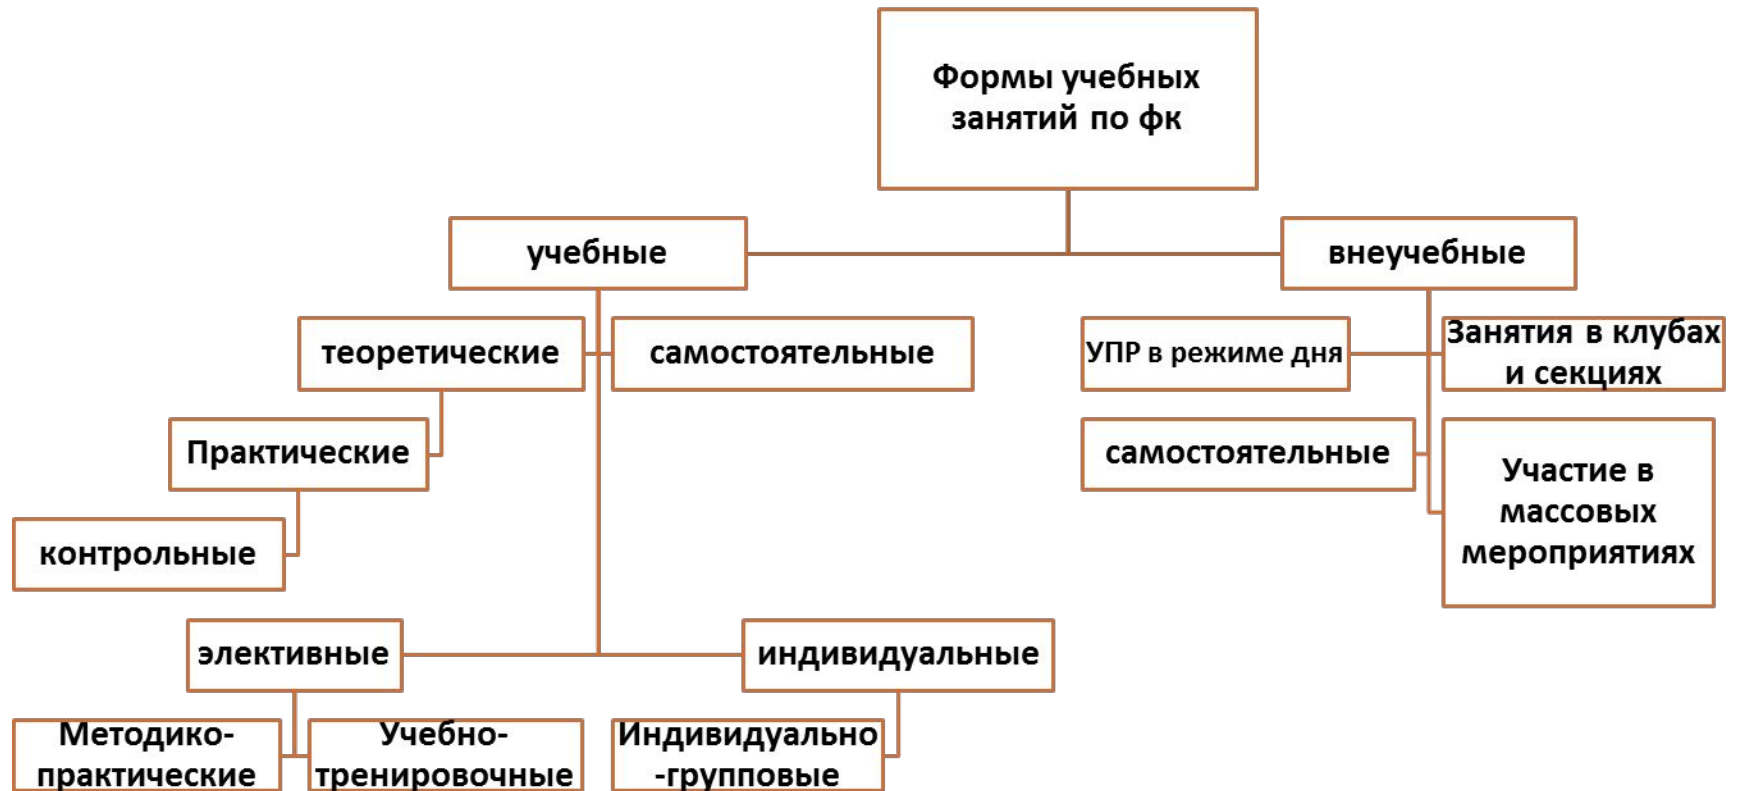 Формы учебных
занятий по фк
учебные
внеучебные
теоретические
самостоятельные
УПР в режиме дня
Занятия в клубах
и секциях
Практические
самостоятельные
Участие в
массовых
мероприятиях
контрольные
элективные
индивидуальные
Методико-
практические
Учебно-
тренировочные
Индивидуально
-групповые